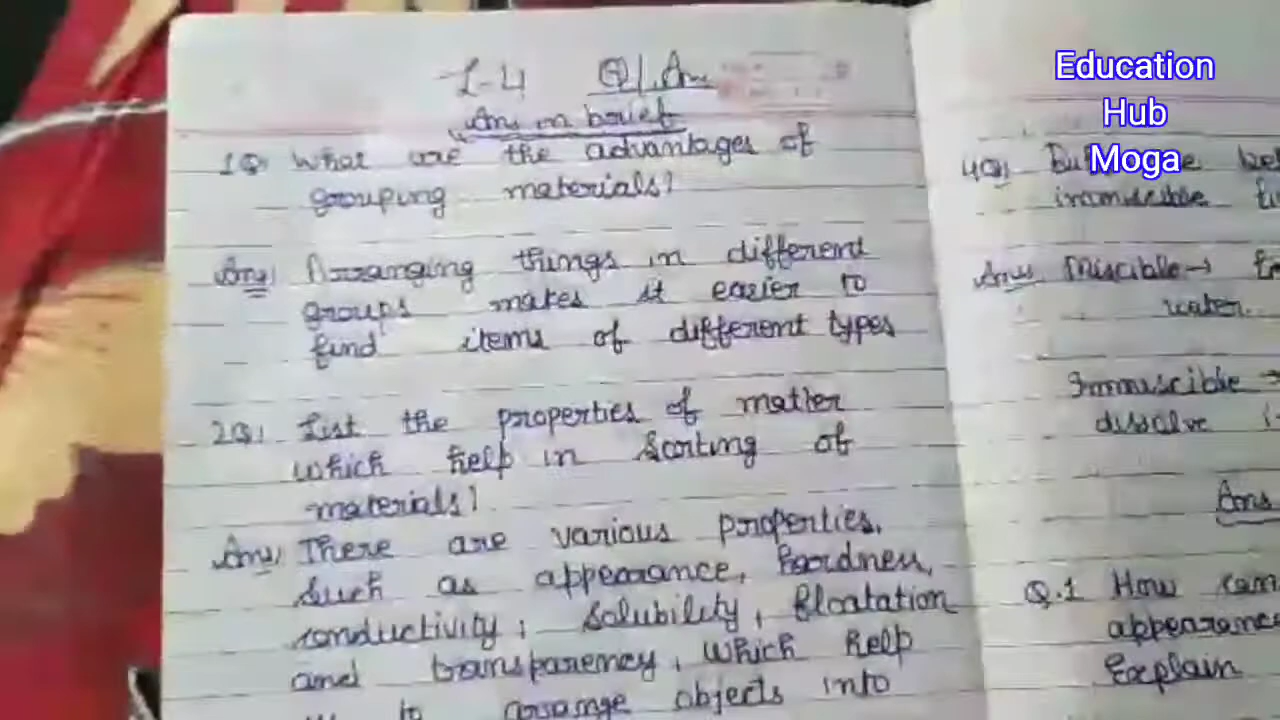 L-4 Q/Ans
Ans in brief
1Q! What are the advantages of
grouping materials?
Ans! Arranging things in different
groups makes it easier to
find items of different types
2Q! List the properties of matter
which help in Sorting of
materials?
Ans! There are various properties,
such as appearance, Hardness,
conductivity, Solubility, floatation
and transparency, which help
to arrange objects into
Education
Hub
Moga
4Q!
immiscible
Ans Miscible→
water.
Immiscible →
dissolve
Ans
Q.1 How can
appearance
Explain